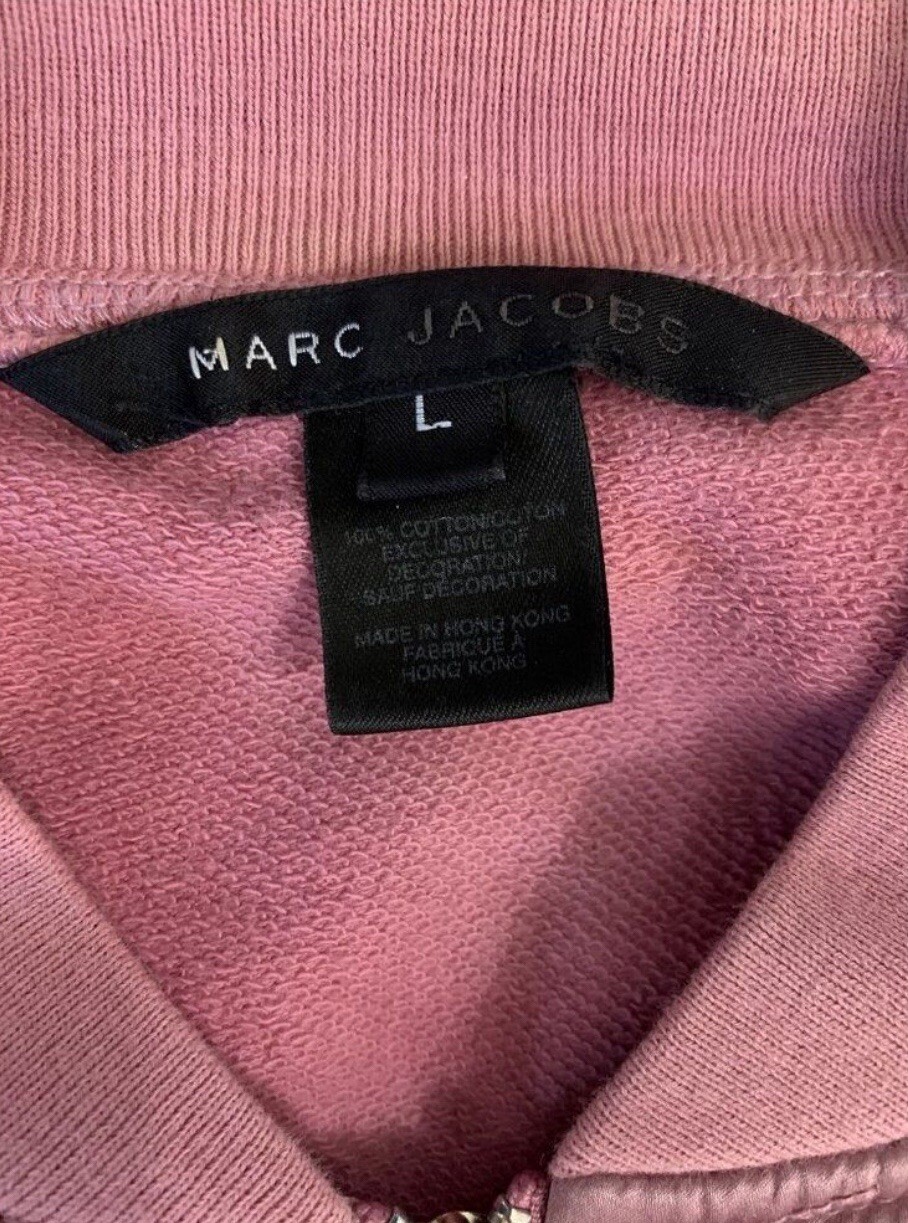 MARC JACOBS
L
100% COTTON/COTON
EXCLUSIVE OF
DECORATION/
SAUF DECORATION
MADE IN HONG KONG
FABRIQUE À
HONG KONG